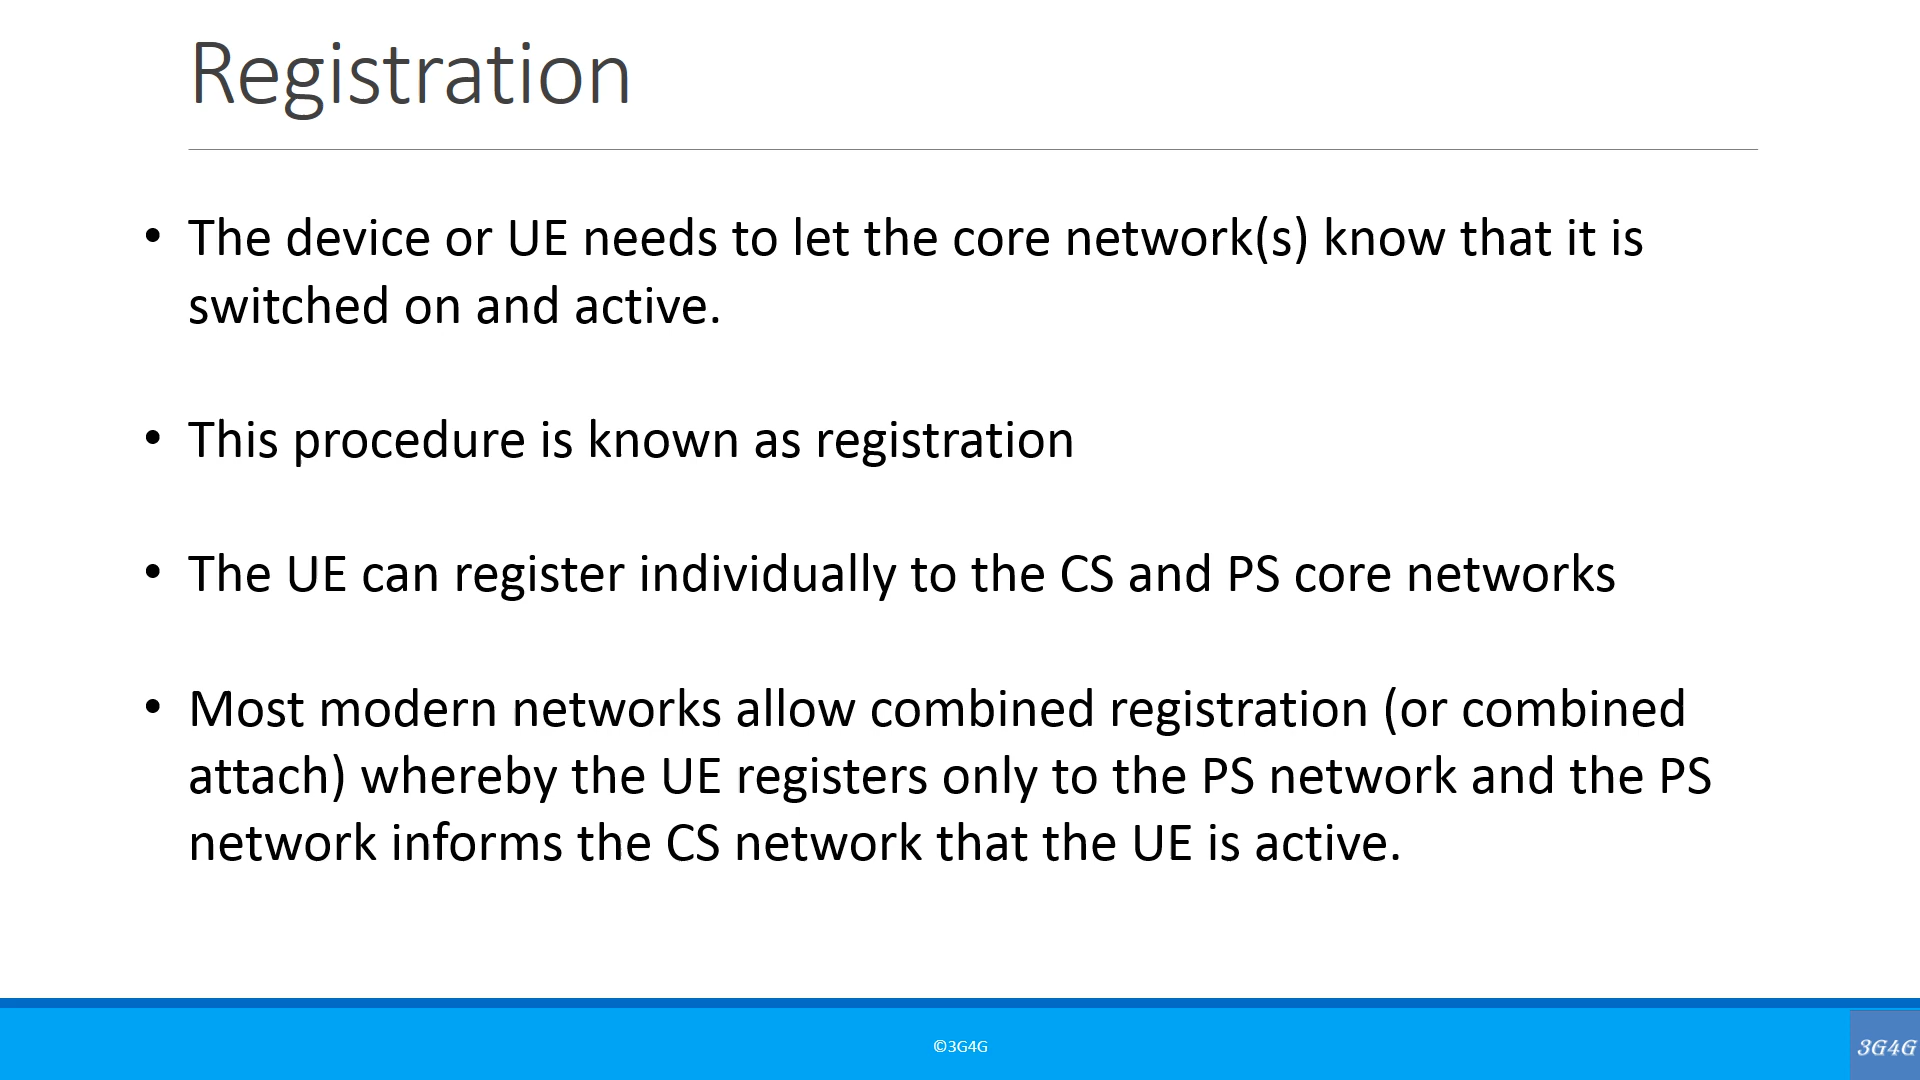 Registration
• The device or UE needs to let the core network(s) know that it is
switched on and active.
• This procedure is known as registration
• The UE can register individually to the CS and PS core networks
• Most modern networks allow combined registration (or combined
attach) whereby the UE registers only to the PS network and the PS
network informs the CS network that the UE is active.
©3G4G
3G4G